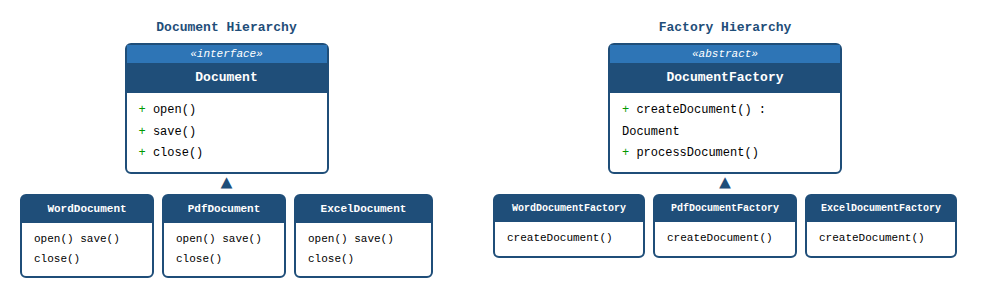 Document Hierarchy
«interface»
Document
+ open()
+ save()
+ close()
▲
WordDocument
open() save()
close()
PdfDocument
open() save()
close()
ExcelDocument
open() save()
close()
Factory Hierarchy
«abstract»
DocumentFactory
+ createDocument() :
Document
+ processDocument()
▲
WordDocumentFactory
createDocument()
PdfDocumentFactory
createDocument()
ExcelDocumentFactory
createDocument()